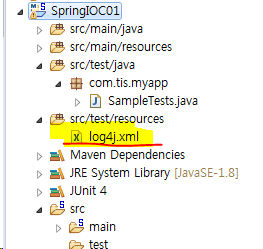 SpringIOC01
src/main/java
src/main/resources
src/test/java
com.tis.myapp
SampleTests.java
src/test/resources
log4j.xml
Maven Dependencies
JRE System Library [JavaSE-1.8]
JUnit 4
src
main
test